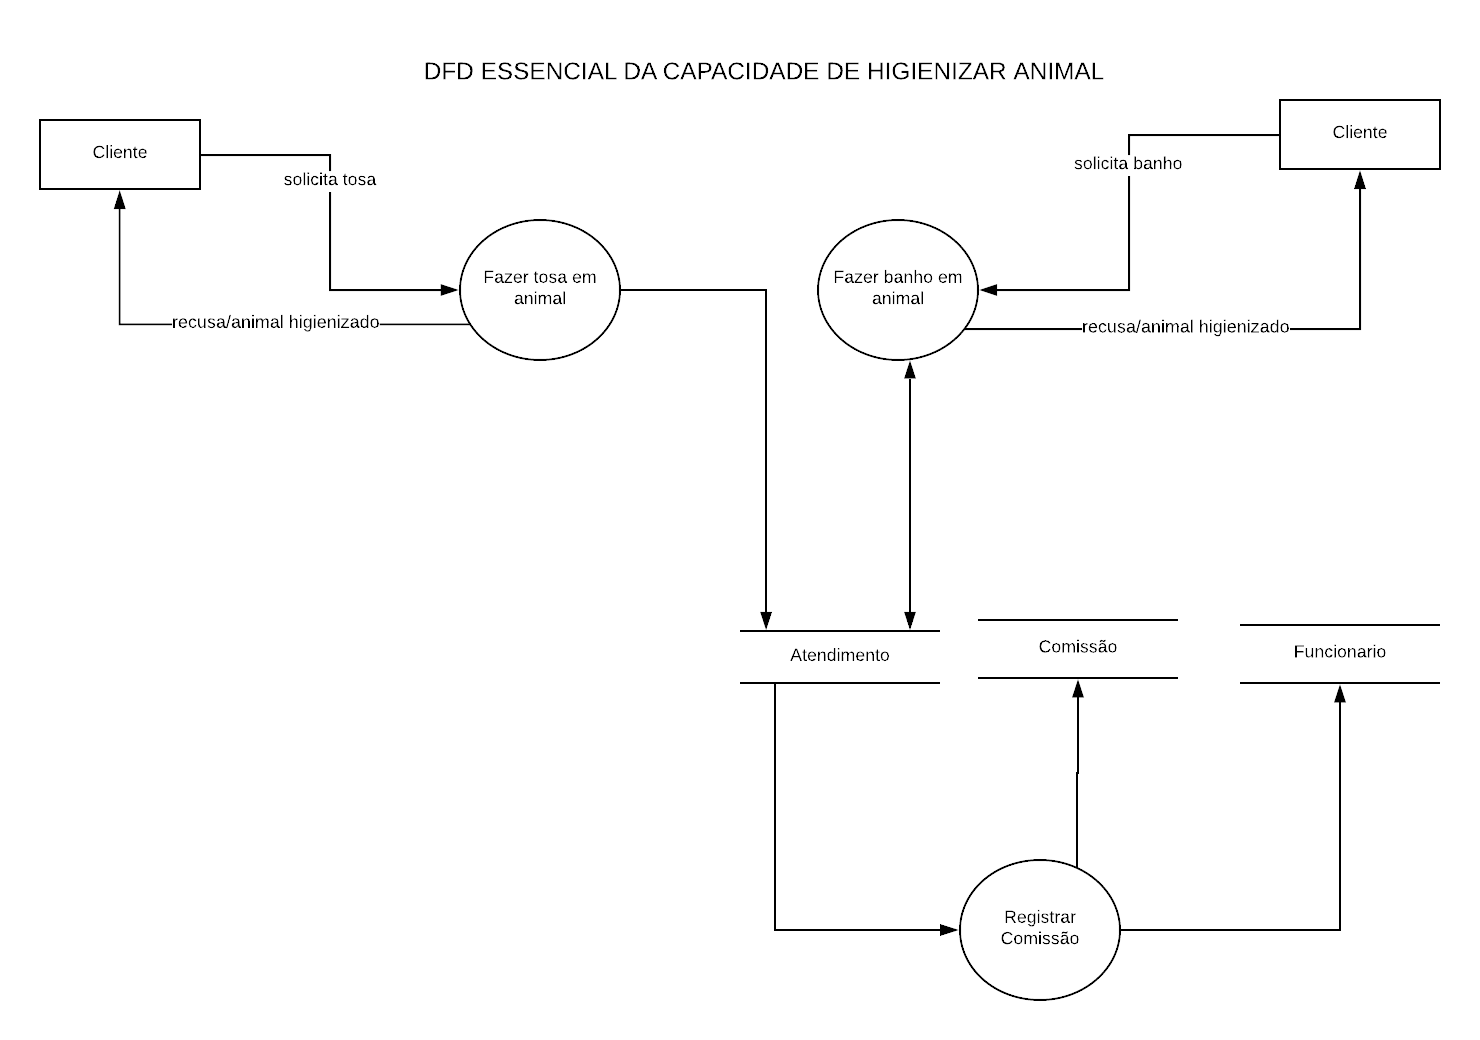 DFD ESSENCIAL DA CAPACIDADE DE HIGIENIZAR ANIMAL
Cliente
Cliente
solicita tosa
solicita banho
Fazer tosa em
animal
Fazer banho em
animal
recusa/animal higienizado
recusa/animal higienizado
Atendimento
Comissão
Funcionario
Registrar
Comissão